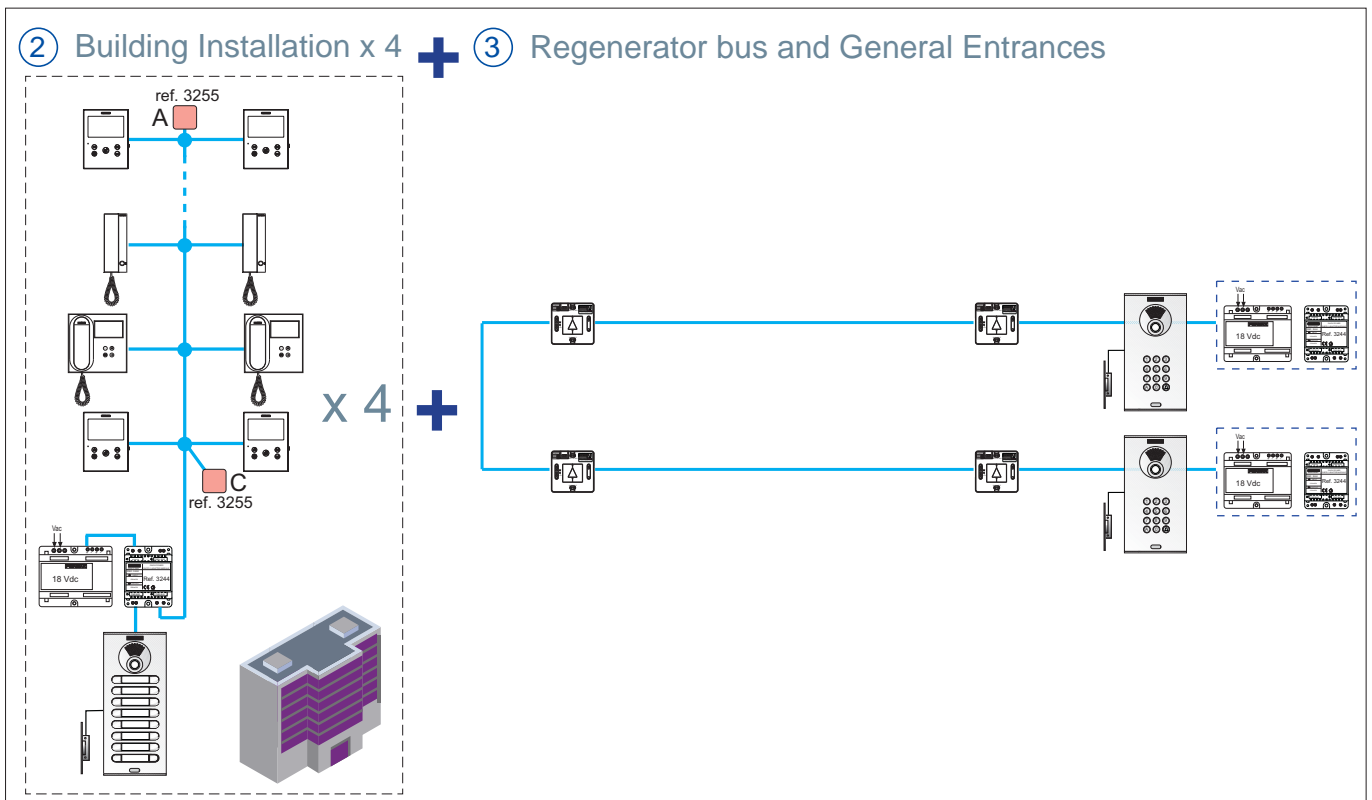 2 Building Installation x 4 + 3 Regenerator bus and General Entrances
ref. 3255
A
x 4 +
C
ref. 3255
Vac
18 Vdc
Ref. 3244
Vac
18 Vdc
Ref. 3244
Vac
18 Vdc
Ref. 3244